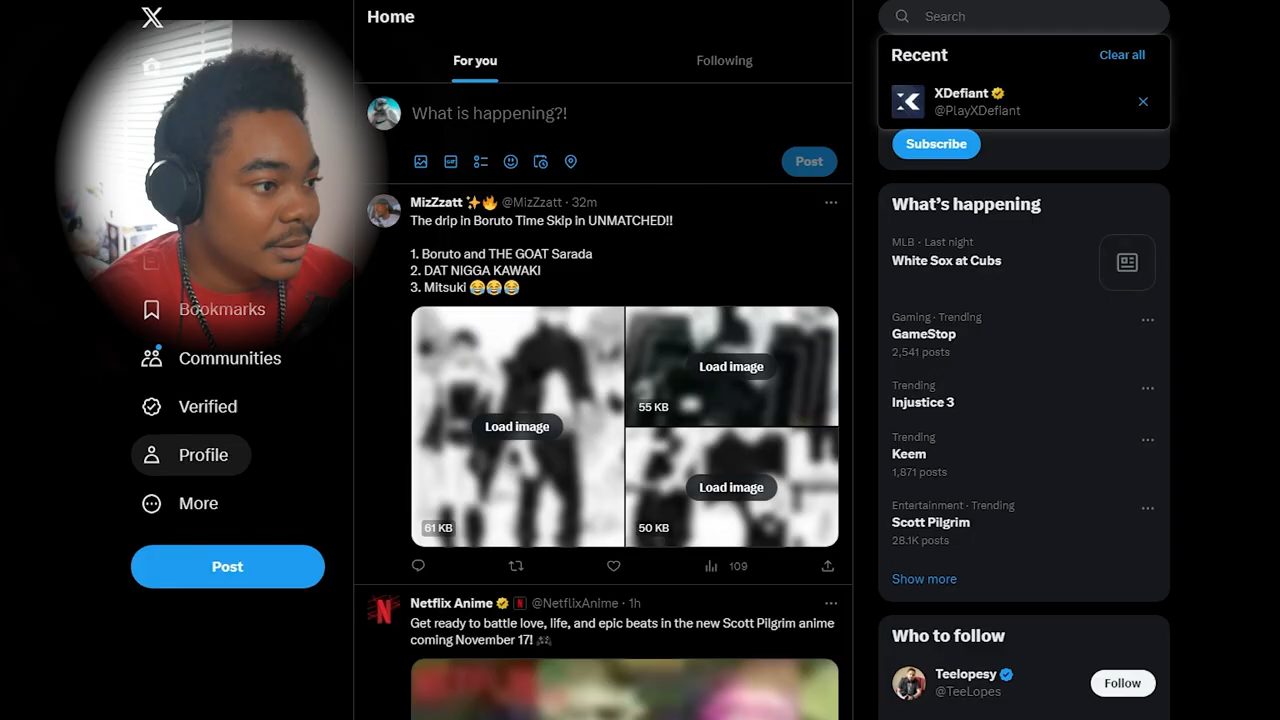 Home
For you
Following
What is happening?!
Post
MizZzatt ✨🔥 @MizZzatt · 32m
The drip in Boruto Time Skip in UNMATCHED!!
1. Boruto and THE GOAT Sarada
2. DAT NIGGA KAWAKI
3. Mitsuki 😂😂😂
Load image
61 KB
Load image
55 KB
Load image
50 KB
109
Netflix Anime @NetflixAnime · 1h
Get ready to battle love, life, and epic beats in the new Scott Pilgrim anime
coming November 17! 🎮
Bookmarks
Communities
Verified
Profile
More
Post
Search
Recent
Clear all
XDefiant
@PlayXDefiant
Subscribe
What's happening
MLB · Last night
White Sox at Cubs
Gaming · Trending
GameStop
2,541 posts
Trending
Injustice 3
Trending
Keem
1,871 posts
Entertainment · Trending
Scott Pilgrim
28.1K posts
Show more
Who to follow
Teelopesy
@TeeLopes
Follow